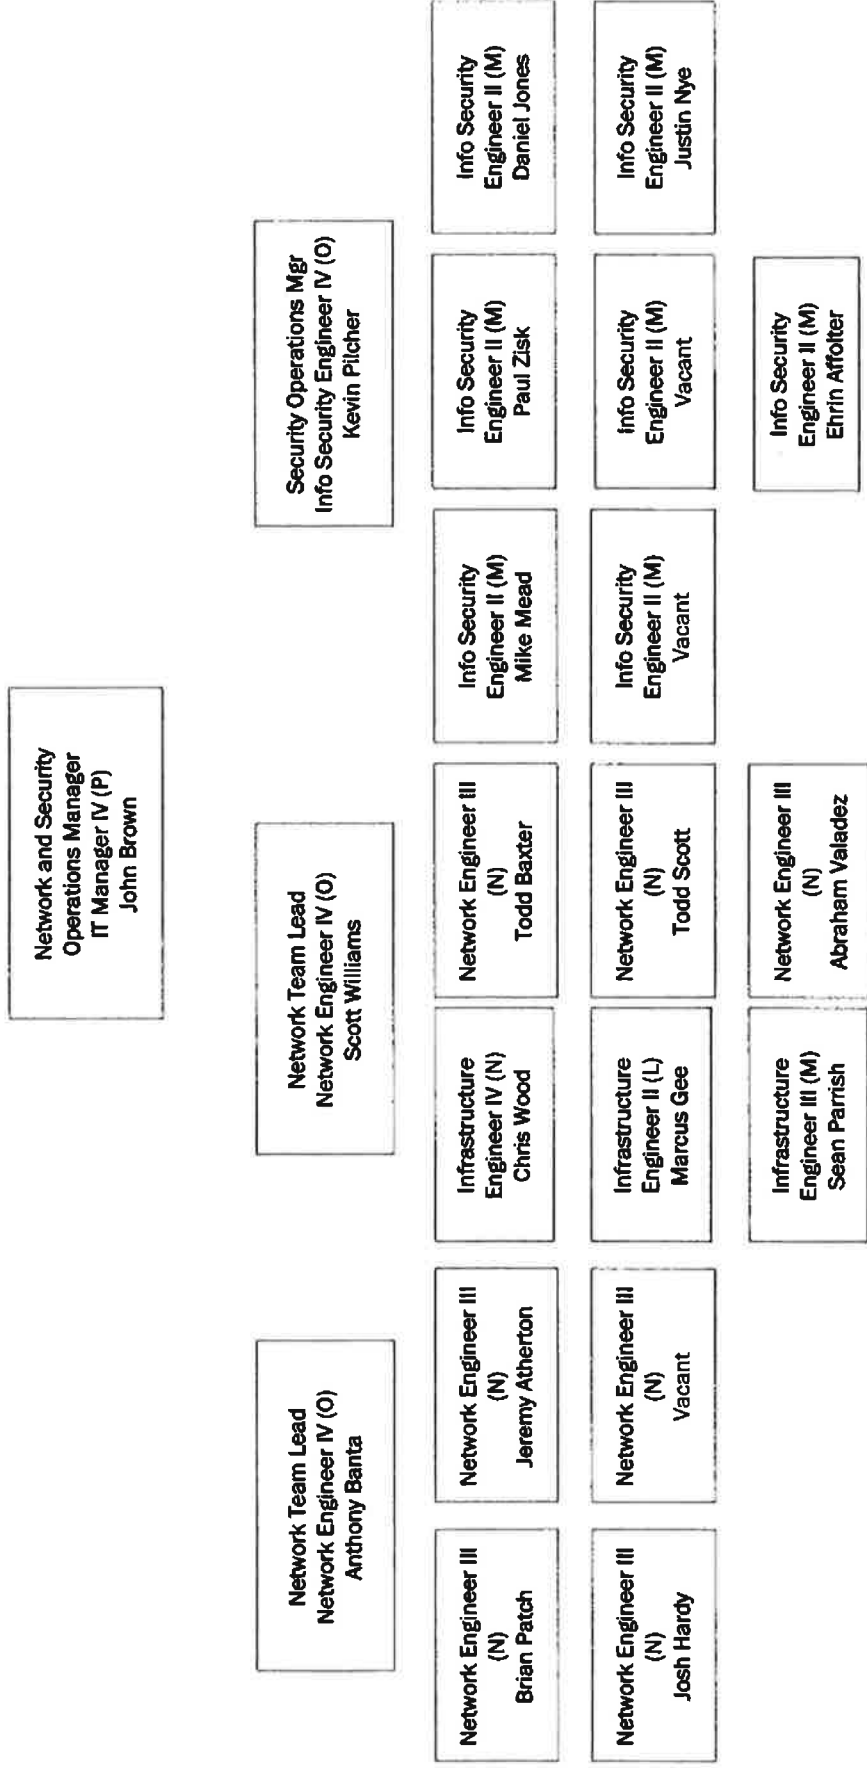 Network and Security
Operations Manager
IT Manager IV (P)
John Brown
Network Team Lead
Network Engineer IV (O)
Anthony Banta
Network Team Lead
Network Engineer IV (O)
Scott Williams
Security Operations Mgr
Info Security Engineer IV (O)
Kevin Pilcher
Network Engineer III
(N)
Brian Patch
Network Engineer III
(N)
Jeremy Atherton
Infrastructure
Engineer IV (N)
Chris Wood
Network Engineer III
(N)
Todd Baxter
Info Security
Engineer II (M)
Mike Mead
Info Security
Engineer II (M)
Paul Zisk
Info Security
Engineer II (M)
Daniel Jones
Network Engineer III
(N)
Josh Hardy
Network Engineer III
(N)
Vacant
Infrastructure
Engineer II (L)
Marcus Gee
Network Engineer III
(N)
Todd Scott
Info Security
Engineer II (M)
Vacant
Info Security
Engineer II (M)
Vacant
Info Security
Engineer II (M)
Justin Nye
Infrastructure
Engineer III (M)
Sean Parrish
Network Engineer III
(N)
Abraham Valadez
Info Security
Engineer II (M)
Ehrin Affolter